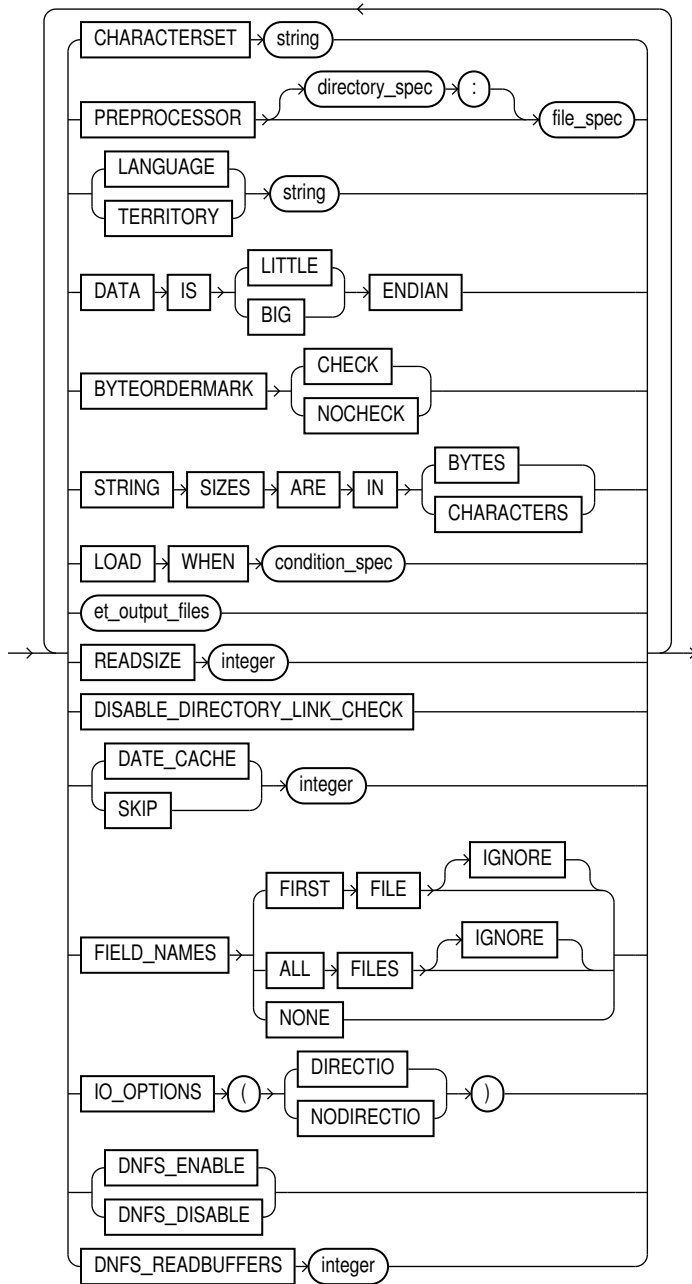 CHARACTERSET string
directory_spec :
PREPROCESSOR file_spec
LANGUAGE
string
TERRITORY
LITTLE
DATA IS ENDIAN
BIG
CHECK
BYTEORDERMARK
NOCHECK
BYTES
STRING SIZES ARE IN
CHARACTERS
LOAD WHEN condition_spec
et_output_files
READSIZE integer
DISABLE_DIRECTORY_LINK_CHECK
DATE_CACHE
integer
SKIP
IGNORE
FIRST FILE
IGNORE
FIELD_NAMES ALL FILES
NONE
DIRECTIO
IO_OPTIONS ( )
NODIRECTIO
DNFS_ENABLE
DNFS_DISABLE
DNFS_READBUFFERS integer